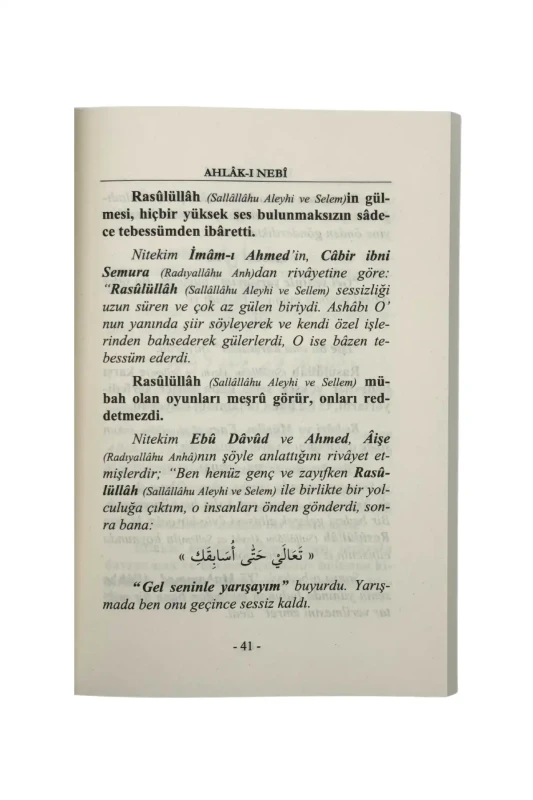 AHLÂK-I NEBÎ
Rasûlüllâh (Sallâllâhu Aleyhi ve Selem)in gül-
mesi, hiçbir yüksek ses bulunmaksızın sâde-
ce tebessümden ibâretti.
Nitekim İmâm-ı Ahmed'in, Câbir ibni
Semura (Radıyallâhu Anh)dan rivâyetine göre:
"Rasûlüllâh (Sallâllâhu Aleyhi ve Sellem) sessizliği
uzun süren ve çok az gülen biriydi. Ashâbı O'
nun yanında şiir söyleyerek ve kendi özel işle-
rinden bahsederek gülerlerdi, O ise bâzen te-
bessüm ederdi.
Rasûlüllâh (Sallâllâhu Aleyhi ve Sellem) mü-
bah olan oyunları meşrû görür, onları red-
detmezdi.
Nitekim Ebû Dâvûd ve Ahmed, Âişe
(Radıyallâhu Anhâ)nın şöyle anlattığını rivâyet et-
mişlerdir; "Ben henüz genç ve zayıfken Rasû-
lüllâh (Sallâllâhu Aleyhi ve Selem) ile birlikte bir yol-
culuğa çıktım, o insanları önden gönderdi, son-
ra bana:
« تَعَالَيْ حَتَّى أُسَابِقَكِ »
"Gel seninle yarışayım" buyurdu. Yarış-
mada ben onu geçince sessiz kaldı.
- 41 -